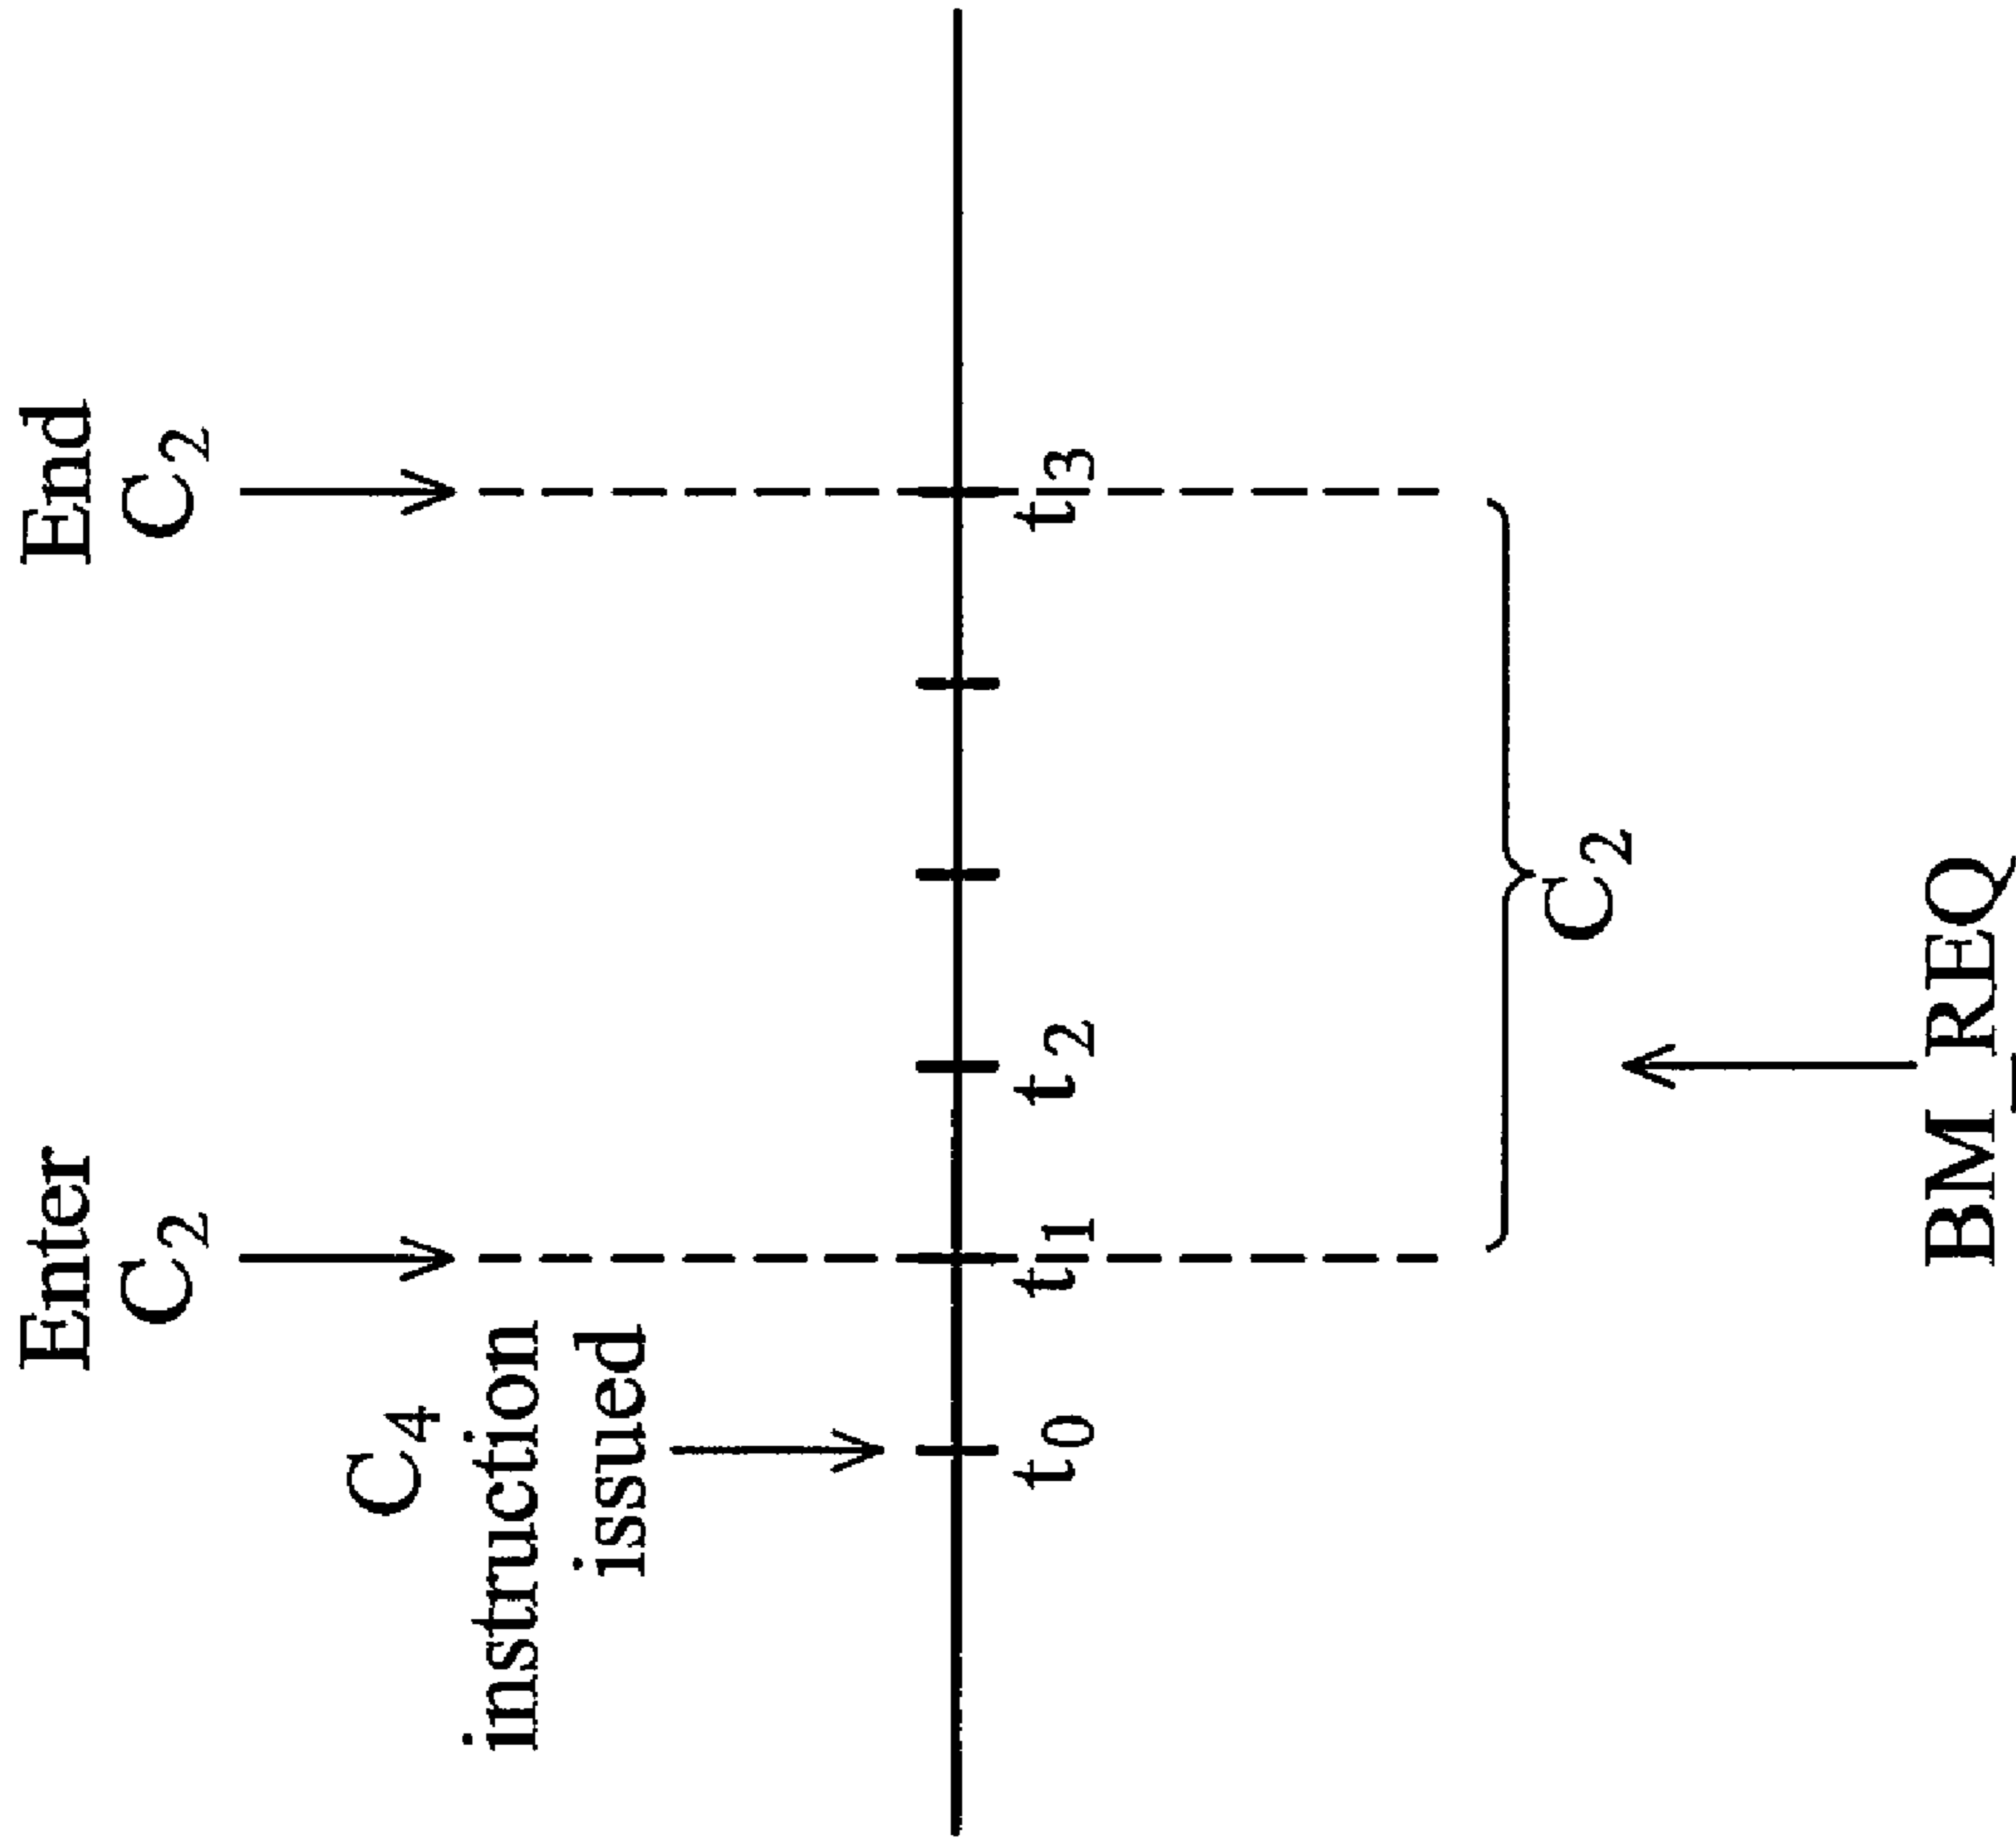 Enter
C₂
End
C₂
C₄
instruction
issued
t₀
t₁
t₂
t₃
C₂
BM_REQ